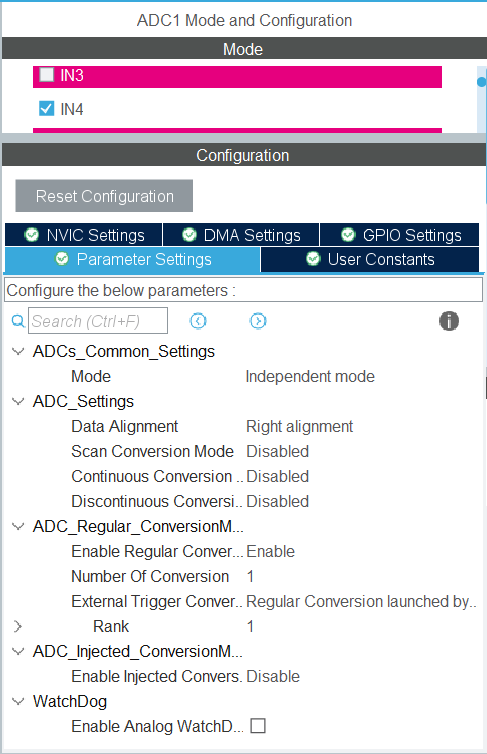 ADC1 Mode and Configuration
Mode
IN3
IN4
Configuration
Reset Configuration
NVIC Settings DMA Settings GPIO Settings
Parameter Settings User Constants
Configure the below parameters :
Search (Ctrl+F)
ADCs_Common_Settings
Mode Independent mode
ADC_Settings
Data Alignment Right alignment
Scan Conversion Mode Disabled
Continuous Conversion .. Disabled
Discontinuous Conversi.. Disabled
ADC_Regular_ConversionM...
Enable Regular Conver... Enable
Number Of Conversion 1
External Trigger Conver.. Regular Conversion launched by..
Rank 1
ADC_Injected_ConversionM...
Enable Injected Convers.. Disable
WatchDog
Enable Analog WatchD...